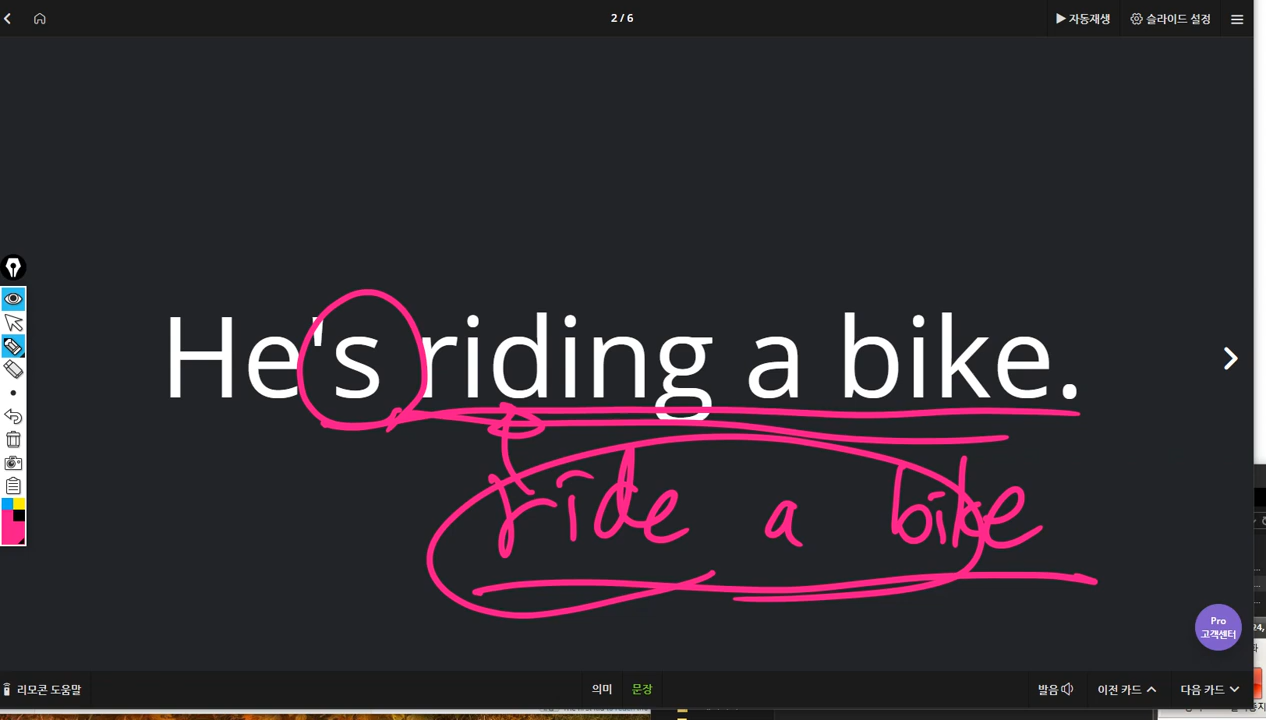 2 / 6
자동재생
슬라이드 설정
He's riding a bike.
ride a bike
Pro
고객센터
리모콘 도움말
의미
문장
발음
이전 카드
다음 카드